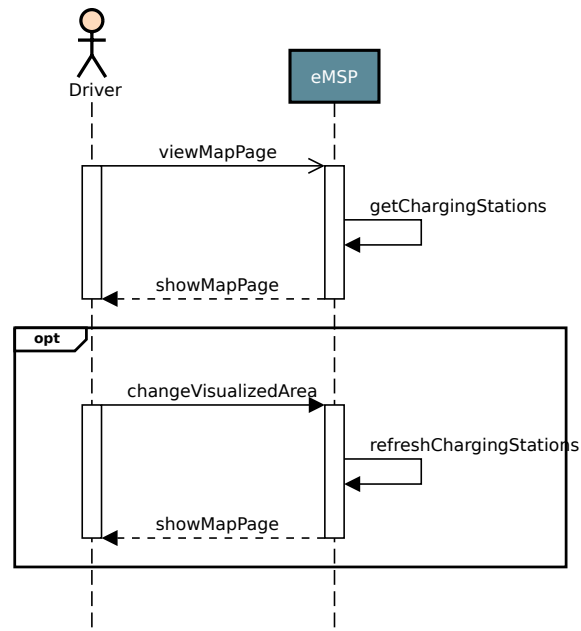 Driver
eMSP
viewMapPage
getChargingStations
showMapPage
opt
changeVisualizedArea
refreshChargingStations
showMapPage